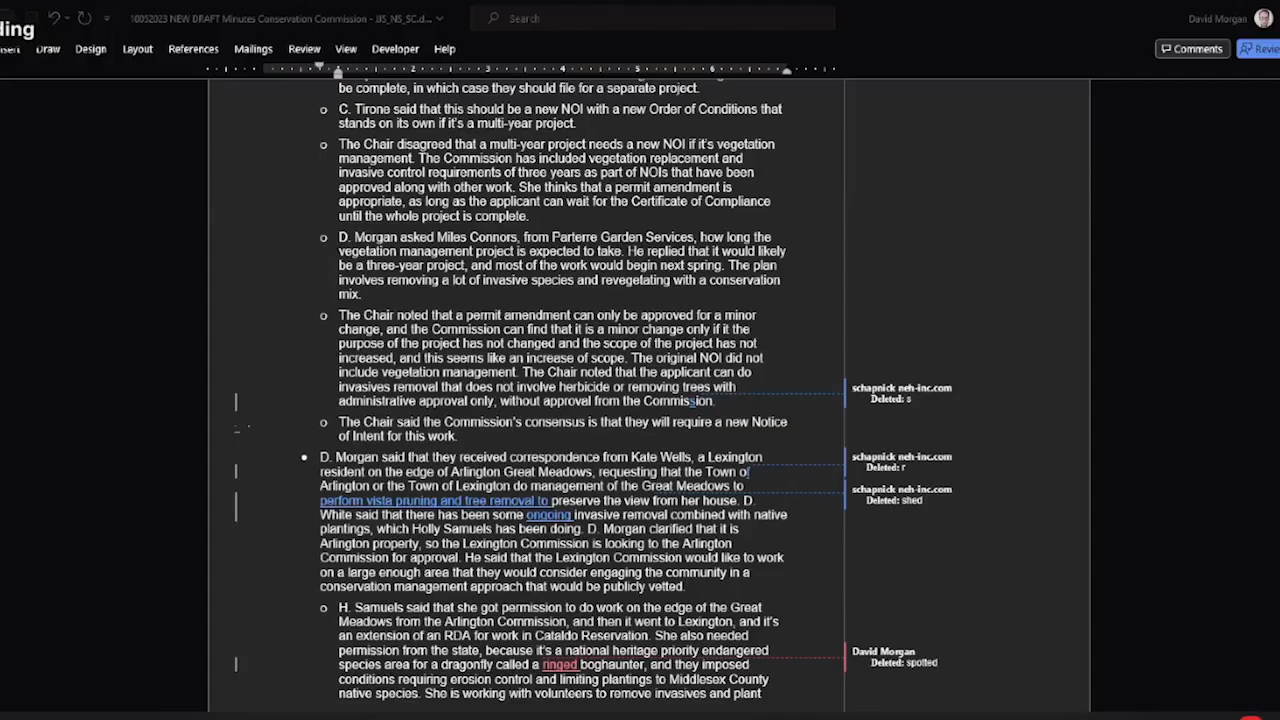 ding
10052023 NEW DRAFT Minutes Conservation Commission - JJS_NS_SC.d...
Search
David Morgan
nsert Draw Design Layout References Mailings Review View Developer Help
Comments
Review
2 3 4 5 6
be complete, in which case they should file for a separate project.
o C. Tirone said that this should be a new NOI with a new Order of Conditions that
stands on its own if it's a multi-year project.
o The Chair disagreed that a multi-year project needs a new NOI if it's vegetation
management. The Commission has included vegetation replacement and
invasive control requirements of three years as part of NOIs that have been
approved along with other work. She thinks that a permit amendment is
appropriate, as long as the applicant can wait for the Certificate of Compliance
until the whole project is complete.
o D. Morgan asked Miles Connors, from Parterre Garden Services, how long the
vegetation management project is expected to take. He replied that it would likely
be a three-year project, and most of the work would begin next spring. The plan
involves removing a lot of invasive species and revegetating with a conservation
mix.
o The Chair noted that a permit amendment can only be approved for a minor
change, and the Commission can find that it is a minor change only if it the
purpose of the project has not changed and the scope of the project has not
increased, and this seems like an increase of scope. The original NOI did not
include vegetation management. The Chair noted that the applicant can do
invasives removal that does not involve herbicide or removing trees with
administrative approval only, without approval from the Commission.
schapnick neh-inc.com
Deleted: s
o The Chair said the Commission's consensus is that they will require a new Notice
of Intent for this work.
• D. Morgan said that they received correspondence from Kate Wells, a Lexington
resident on the edge of Arlington Great Meadows, requesting that the Town of
Arlington or the Town of Lexington do management of the Great Meadows to
perform vista pruning and tree removal to preserve the view from her house. D.
White said that there has been some ongoing invasive removal combined with native
plantings, which Holly Samuels has been doing. D. Morgan clarified that it is
Arlington property, so the Lexington Commission is looking to the Arlington
Commission for approval. He said that the Lexington Commission would like to work
on a large enough area that they would consider engaging the community in a
conservation management approach that would be publicly vetted.
schapnick neh-inc.com
Deleted: r
schapnick neh-inc.com
Deleted: shed
o H. Samuels said that she got permission to do work on the edge of the Great
Meadows from the Arlington Commission, and then it went to Lexington, and it's
an extension of an RDA for work in Cataldo Reservation. She also needed
permission from the state, because it's a national heritage priority endangered
species area for a dragonfly called a ringed boghaunter, and they imposed
conditions requiring erosion control and limiting plantings to Middlesex County
native species. She is working with volunteers to remove invasives and plant
David Morgan
Deleted: spotted